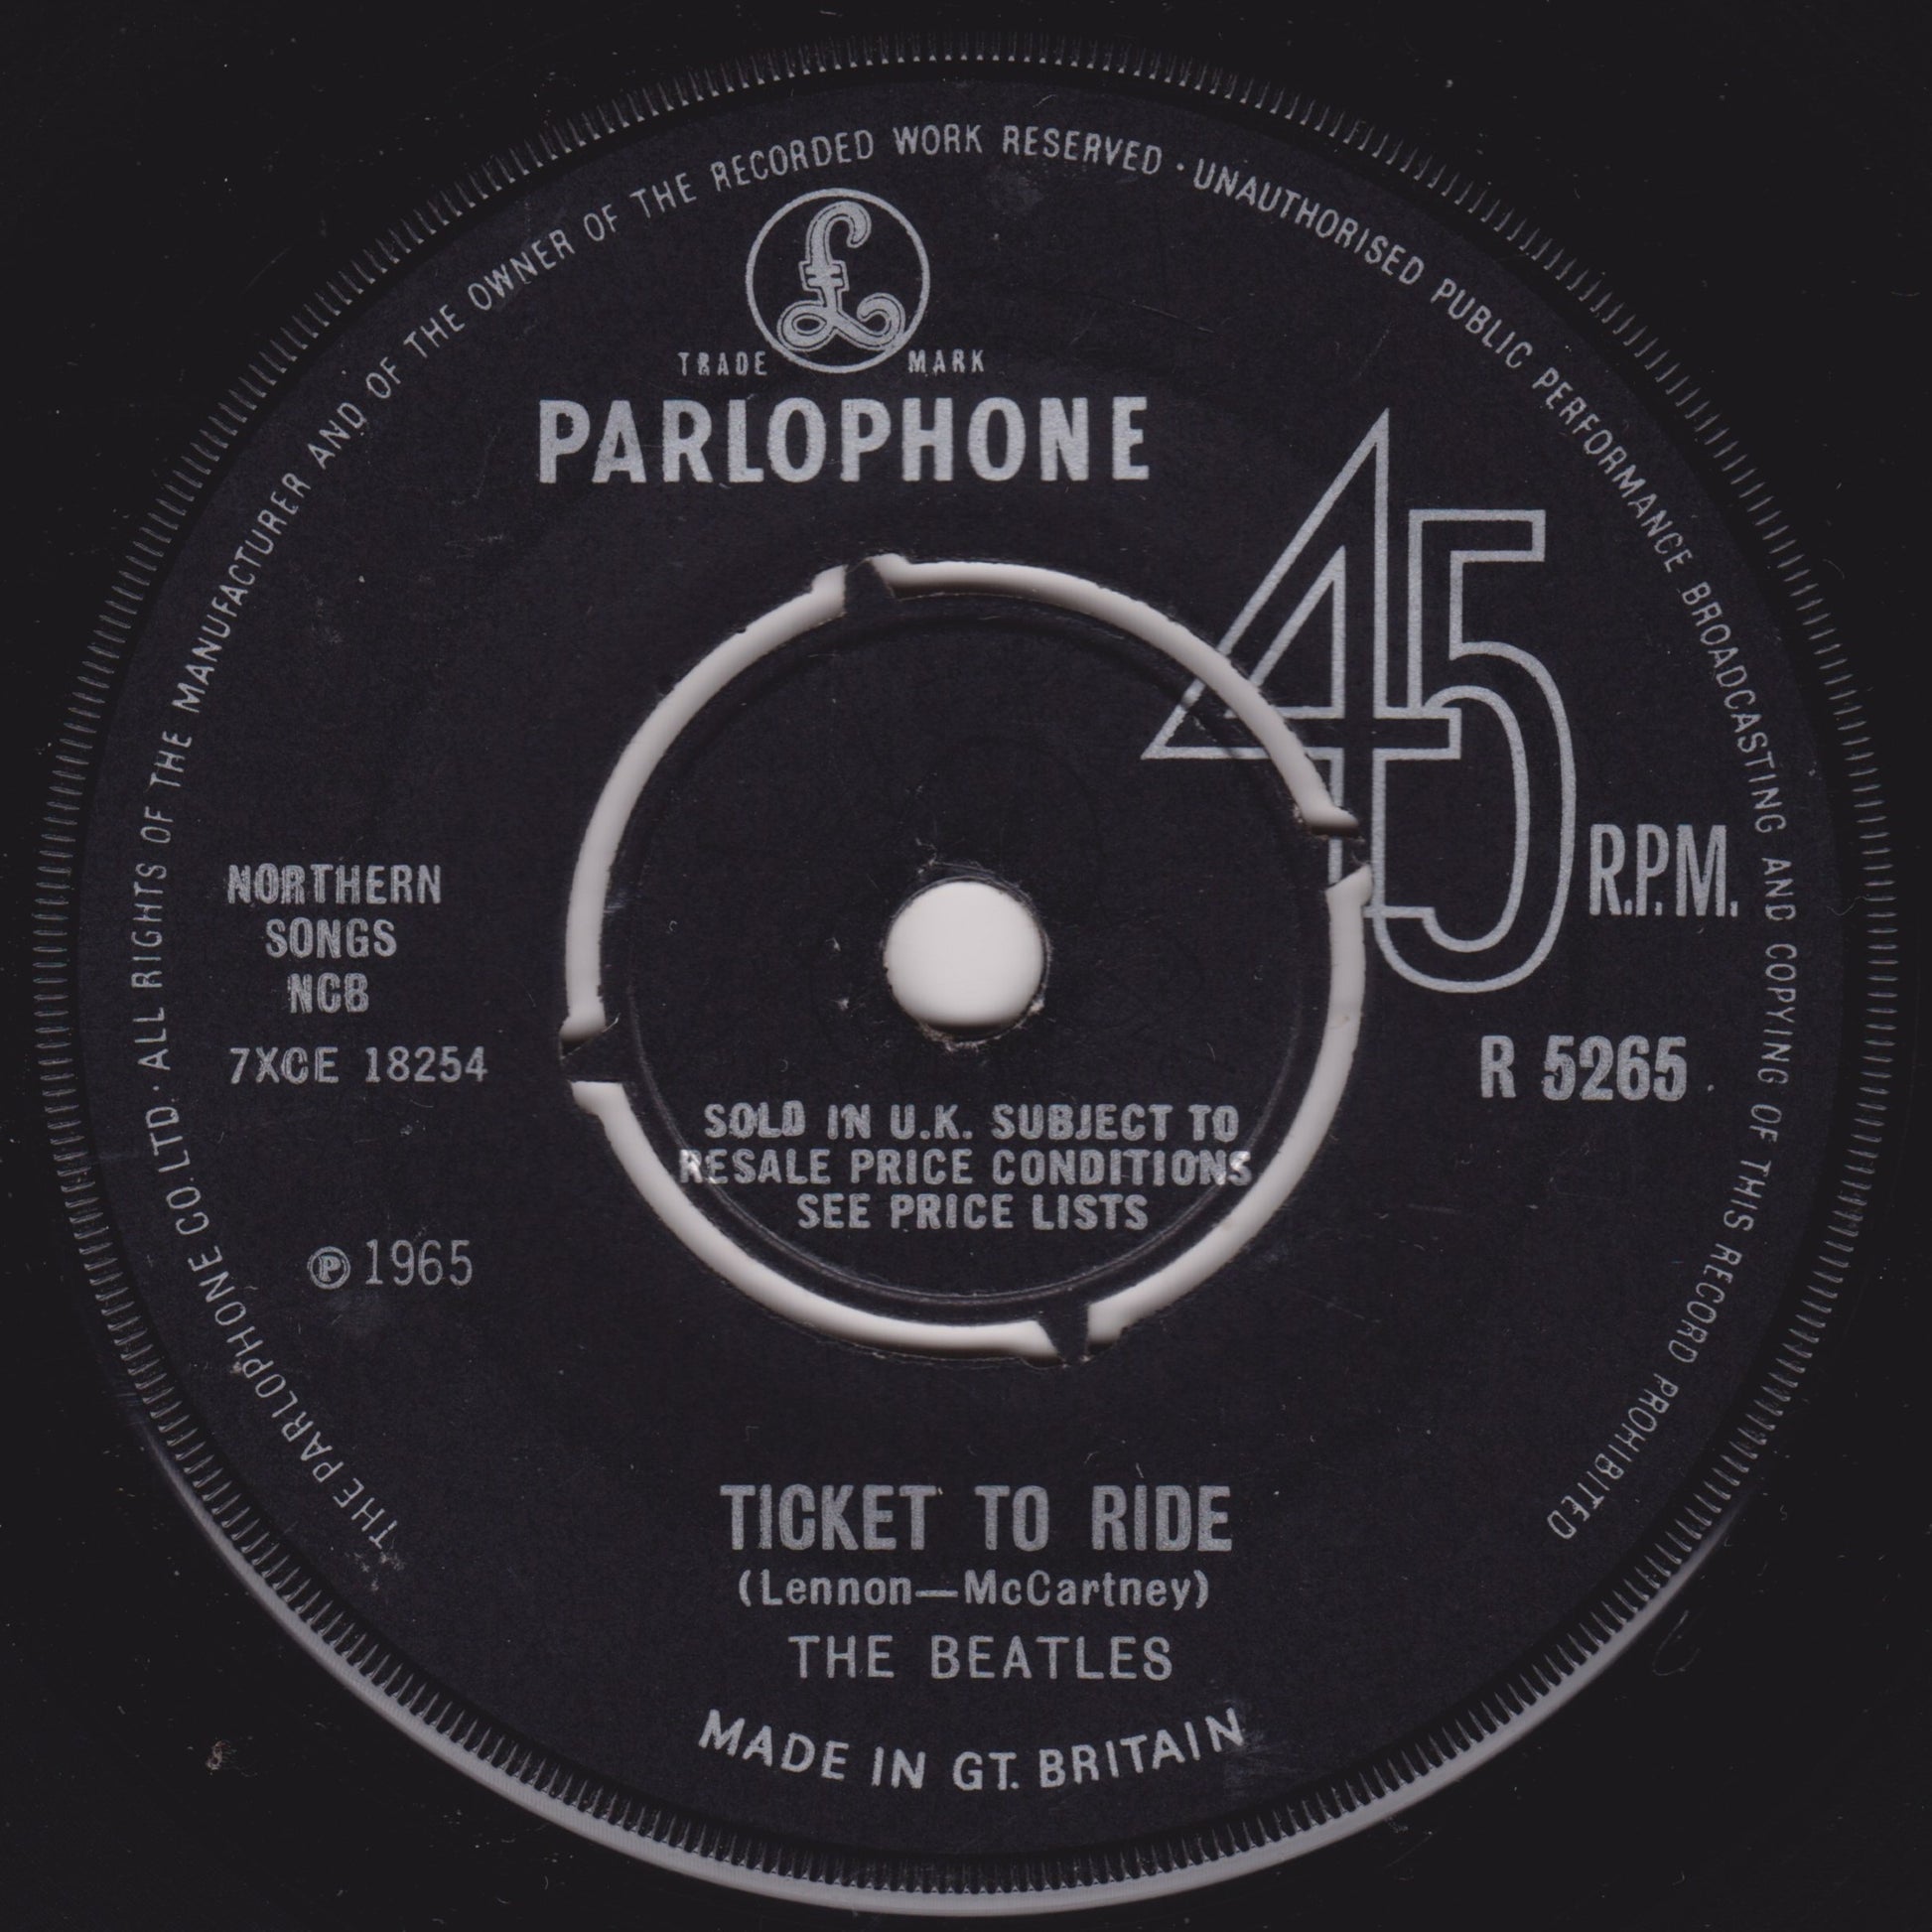 THE PARLOPHONE CO. LTD · ALL RIGHTS OF THE MANUFACTURER AND OF THE OWNER OF THE RECORDED WORK RESERVED · UNAUTHORISED PUBLIC PERFORMANCE BROADCASTING AND COPYING OF THIS RECORD PROHIBITED
£
TRADE MARK
PARLOPHONE
45 R.P.M.
NORTHERN
SONGS
NCB
7XCE 18254
R 5265
SOLD IN U.K. SUBJECT TO
RESALE PRICE CONDITIONS
SEE PRICE LISTS
℗ 1965
TICKET TO RIDE
(Lennon—McCartney)
THE BEATLES
MADE IN GT. BRITAIN